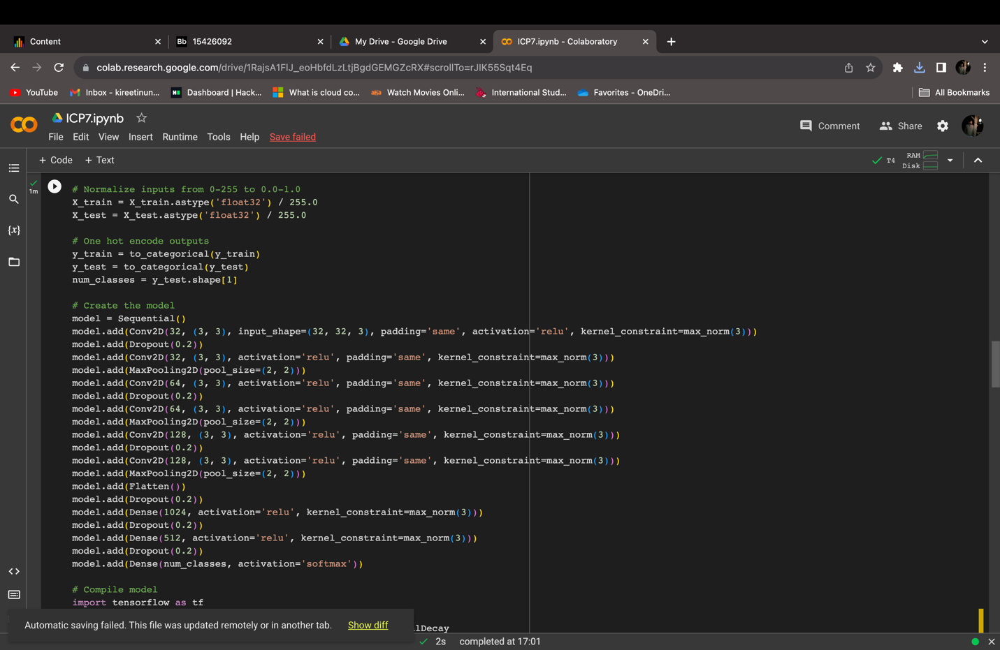 Content
Bb 15426092
My Drive - Google Drive
ICP7.ipynb - Colaboratory
colab.research.google.com/drive/1RajsA1FlJ_eoHbfdLzLtjBgdGEMGZcRX#scrollTo=rJIK55Sqt4Eq
YouTube
Inbox - kireetinun...
Dashboard | Hack...
What is cloud co...
Watch Movies Onli...
International Stud...
Favorites - OneDri...
All Bookmarks
ICP7.ipynb
Comment
Share
File Edit View Insert Runtime Tools Help Save failed
+ Code + Text
T4
RAM
Disk
1m
# Normalize inputs from 0-255 to 0.0-1.0
X_train = X_train.astype('float32') / 255.0
X_test = X_test.astype('float32') / 255.0
{x}
# One hot encode outputs
y_train = to_categorical(y_train)
y_test = to_categorical(y_test)
num_classes = y_test.shape[1]
# Create the model
model = Sequential()
model.add(Conv2D(32, (3, 3), input_shape=(32, 32, 3), padding='same', activation='relu', kernel_constraint=max_norm(3)))
model.add(Dropout(0.2))
model.add(Conv2D(32, (3, 3), activation='relu', padding='same', kernel_constraint=max_norm(3)))
model.add(MaxPooling2D(pool_size=(2, 2)))
model.add(Conv2D(64, (3, 3), activation='relu', padding='same', kernel_constraint=max_norm(3)))
model.add(Dropout(0.2))
model.add(Conv2D(64, (3, 3), activation='relu', padding='same', kernel_constraint=max_norm(3)))
model.add(MaxPooling2D(pool_size=(2, 2)))
model.add(Conv2D(128, (3, 3), activation='relu', padding='same', kernel_constraint=max_norm(3)))
model.add(Dropout(0.2))
model.add(Conv2D(128, (3, 3), activation='relu', padding='same', kernel_constraint=max_norm(3)))
model.add(MaxPooling2D(pool_size=(2, 2)))
model.add(Flatten())
model.add(Dropout(0.2))
model.add(Dense(1024, activation='relu', kernel_constraint=max_norm(3)))
model.add(Dropout(0.2))
model.add(Dense(512, activation='relu', kernel_constraint=max_norm(3)))
model.add(Dropout(0.2))
model.add(Dense(num_classes, activation='softmax'))
# Compile model
import tensorflow as tf
Automatic saving failed. This file was updated remotely or in another tab. Show diff
lDecay
2s completed at 17:01